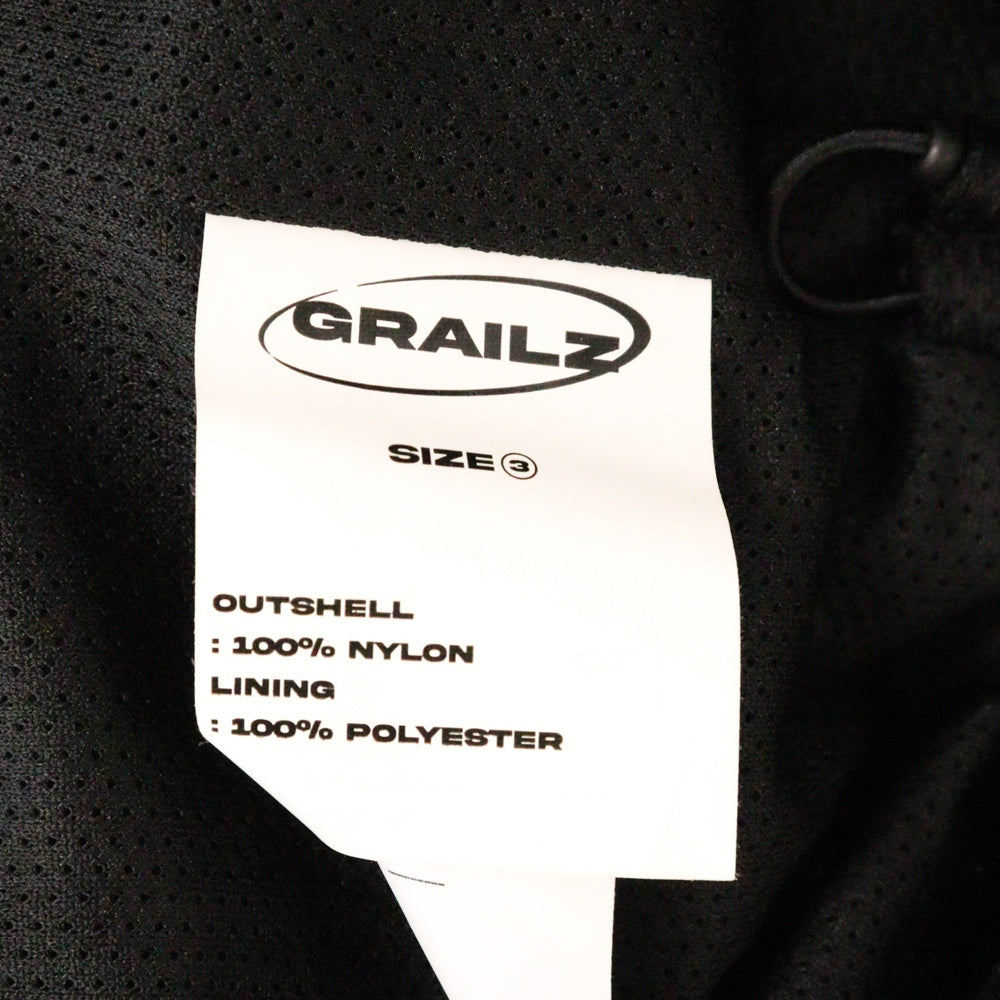 GRAILZ
SIZE ③
OUTSHELL
: 100% NYLON
LINING
: 100% POLYESTER